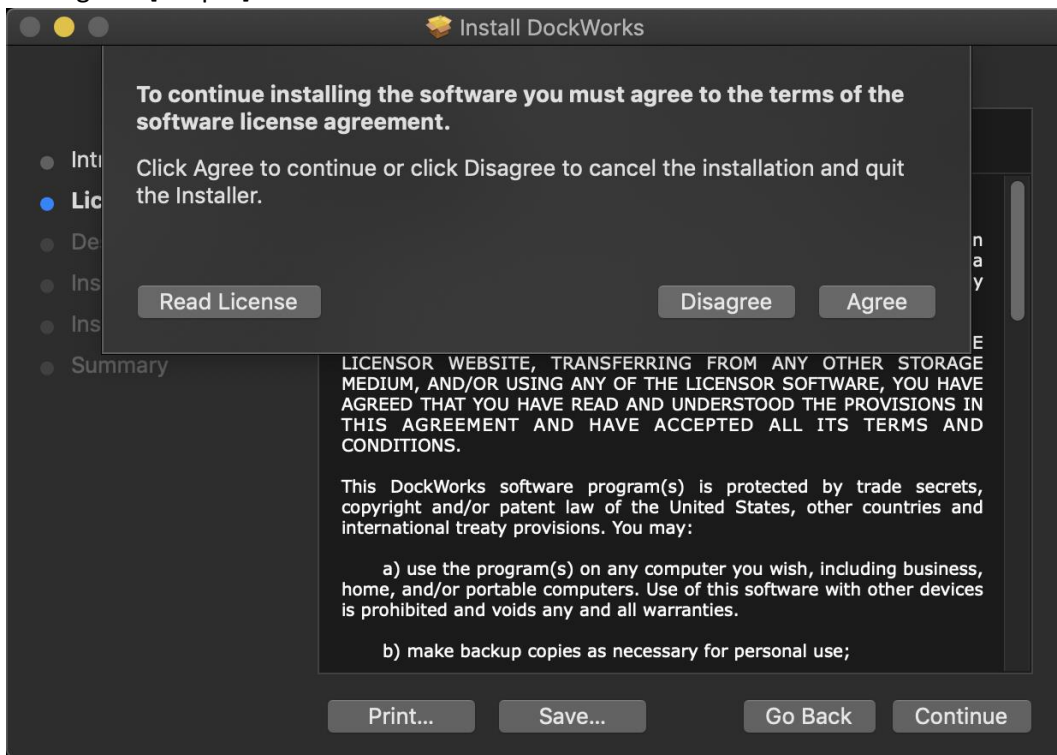 Install DockWorks
To continue installing the software you must agree to the terms of the
software license agreement.
Click Agree to continue or click Disagree to cancel the installation and quit
the Installer.
Read License
Disagree
Agree
Lic
De
Ins
Ins
Summary
n
a
y
E
LICENSOR WEBSITE, TRANSFERRING FROM ANY OTHER STORAGE
MEDIUM, AND/OR USING ANY OF THE LICENSOR SOFTWARE, YOU HAVE
AGREED THAT YOU HAVE READ AND UNDERSTOOD THE PROVISIONS IN
THIS AGREEMENT AND HAVE ACCEPTED ALL ITS TERMS AND
CONDITIONS.
This DockWorks software program(s) is protected by trade secrets,
copyright and/or patent law of the United States, other countries and
international treaty provisions. You may:
a) use the program(s) on any computer you wish, including business,
home, and/or portable computers. Use of this software with other devices
is prohibited and voids any and all warranties.
b) make backup copies as necessary for personal use;
Print...
Save...
Go Back
Continue